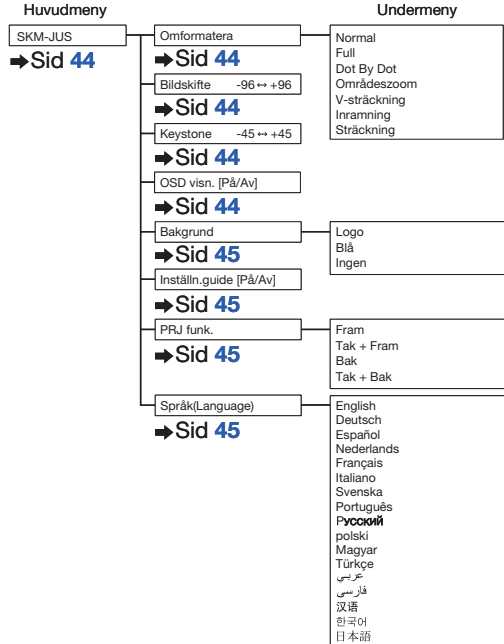 Huvudmeny
Undermeny
SKM-JUS
➡Sid 44
Omformatera
➡Sid 44
Normal
Full
Dot By Dot
Områdeszoom
V-sträckning
Inramning
Sträckning
Bildskifte -96 ↔ +96
➡Sid 44
Keystone -45 ↔ +45
➡Sid 44
OSD visn. [På/Av]
➡Sid 44
Bakgrund
➡Sid 45
Logo
Blå
Ingen
Inställn.guide [På/Av]
➡Sid 45
PRJ funk.
➡Sid 45
Fram
Tak + Fram
Bak
Tak + Bak
Språk(Language)
➡Sid 45
English
Deutsch
Español
Nederlands
Français
Italiano
Svenska
Português
Русский
polski
Magyar
Türkçe
عربي
فارسی
汉语
한국어
日本語